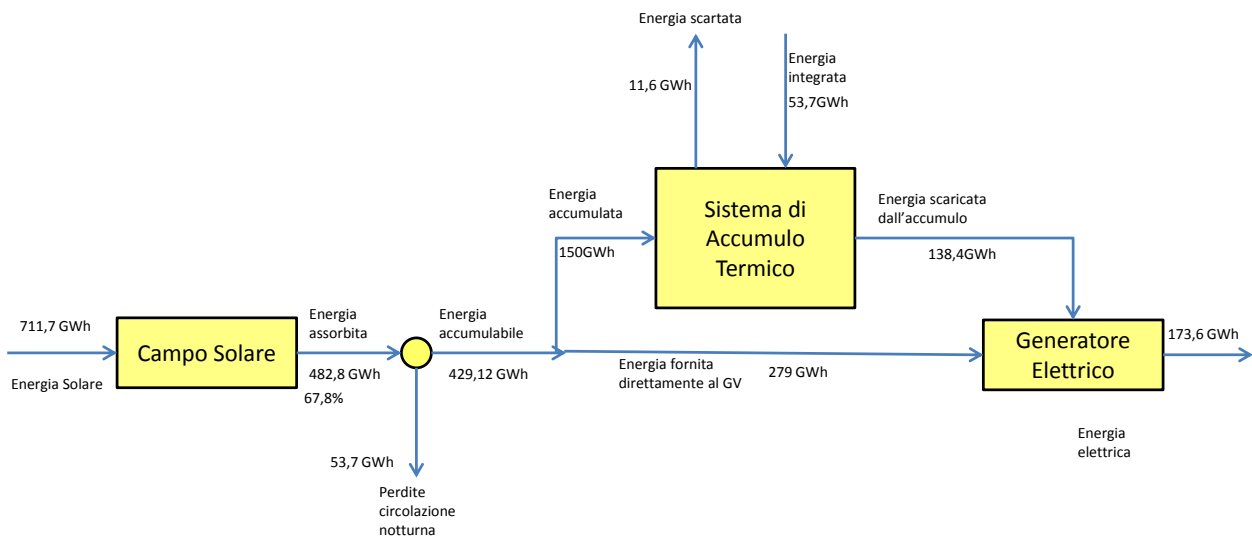 Energia scartata
Energia
integrata
11,6 GWh
53,7GWh
Energia
accumulata
Sistema di
Accumulo
Termico
Energia scaricata
dall’accumulo
150GWh
138,4GWh
711,7 GWh
Energia
assorbita
Energia
accumulabile
Campo Solare
Generatore
Elettrico
173,6 GWh
Energia Solare
482,8 GWh
67,8%
429,12 GWh
Energia fornita
direttamente al GV
279 GWh
Energia
elettrica
53,7 GWh
Perdite
circolazione
notturna